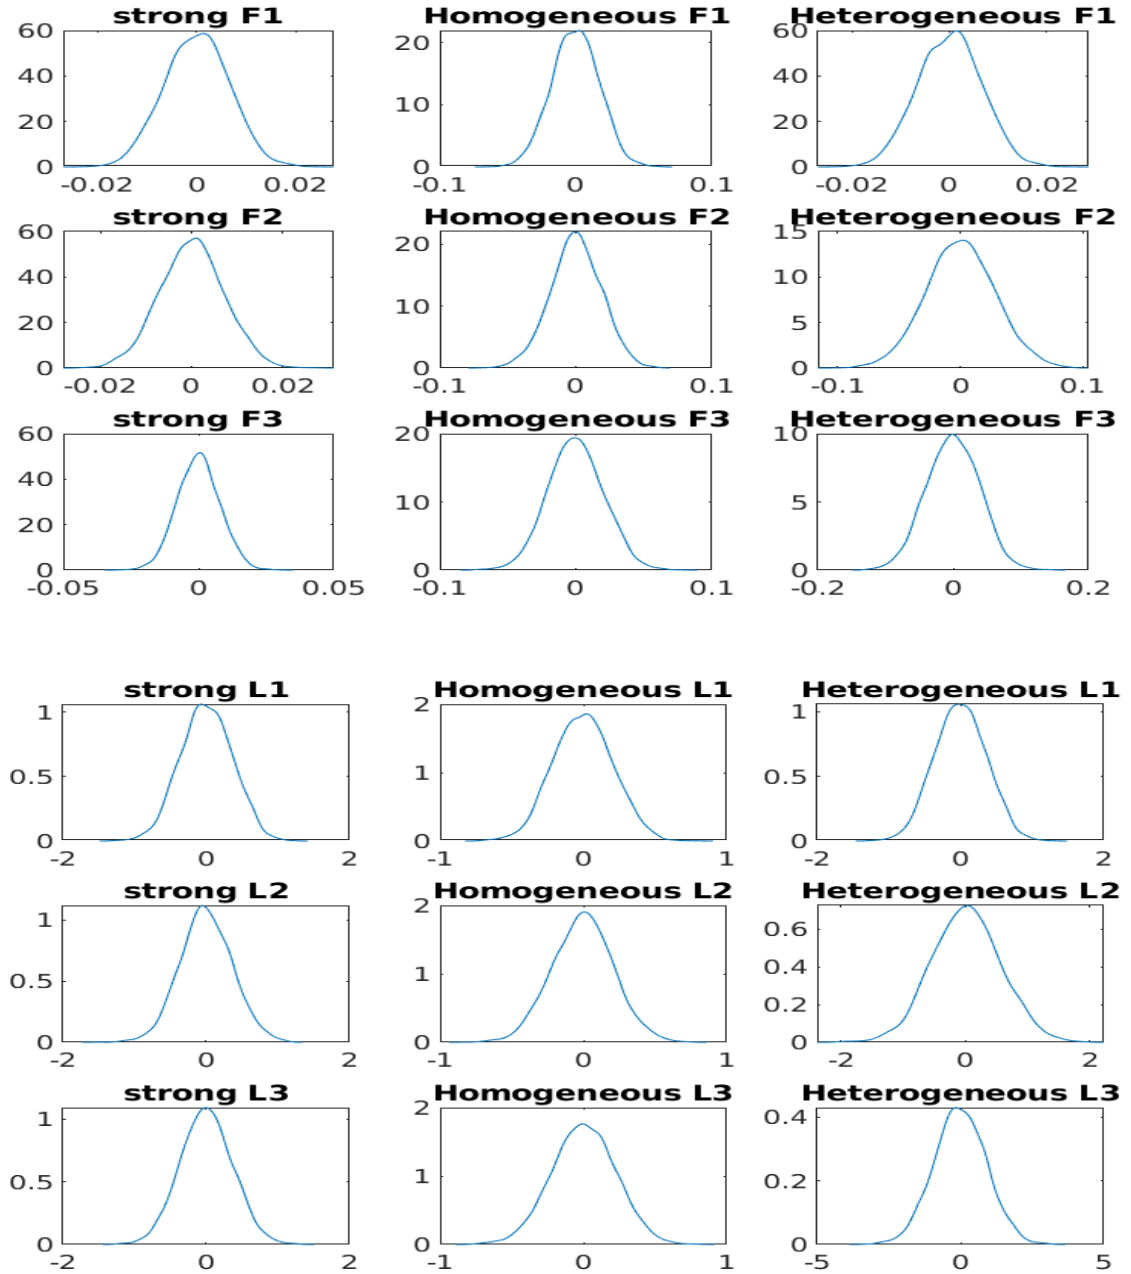 strong F1 Homogeneous F1 Heterogeneous F1
60 20 60
40 40
20 10 20
0 0 0
-0.02 0 0.02 -0.1 0 0.1 -0.02 0 0.02
strong F2 Homogeneous F2 Heterogeneous F2
60 20 15
40 10
20 10 5
0 0 0
-0.02 0 0.02 -0.1 0 0.1 -0.1 0 0.1
strong F3 Homogeneous F3 Heterogeneous F3
60 20 10
40 10 5
20
0 0 0
-0.05 0 0.05 -0.1 0 0.1 -0.2 0 0.2
strong L1 Homogeneous L1 Heterogeneous L1
1 2 1
0.5 1 0.5
0 0 0
-2 0 2 -1 0 1 -2 0 2
strong L2 Homogeneous L2 Heterogeneous L2
1 2 0.6
0.5 1 0.4
0.2
0 0 0
-2 0 2 -1 0 1 -2 0 2
strong L3 Homogeneous L3 Heterogeneous L3
1 2 0.4
0.5 1 0.2
0 0 0
-2 0 2 -1 0 1 -5 0 5